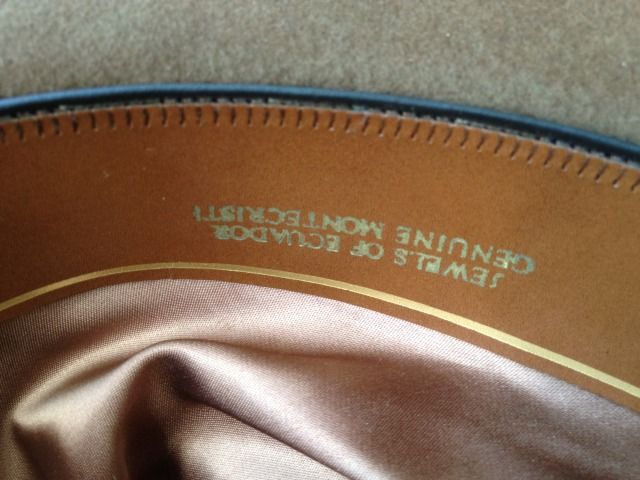 JEWELS OF ECUADOR
GENUINE MONTECRISTI